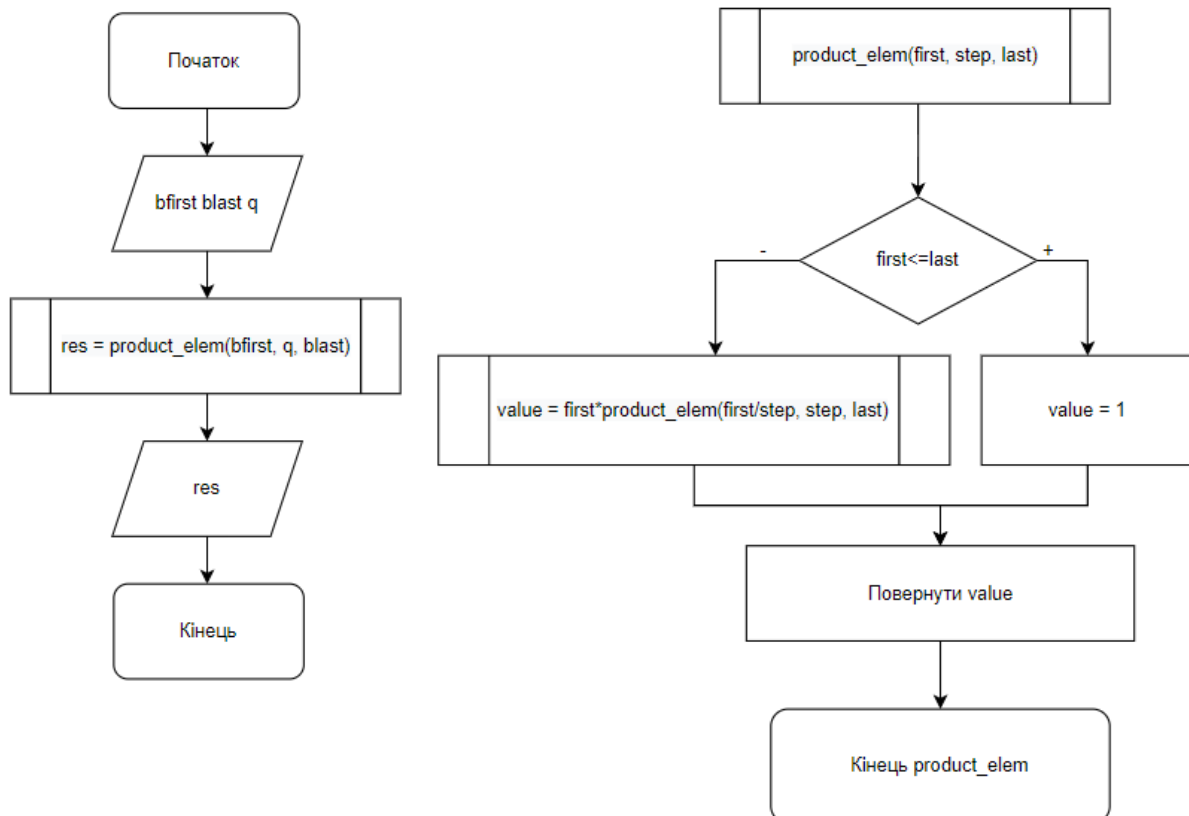 Початок
bfirst blast q
res = product_elem(bfirst, q, blast)
res
Кінець
product_elem(first, step, last)
first<=last
-
+
value = first*product_elem(first/step, step, last)
value = 1
Повернути value
Кінець product_elem